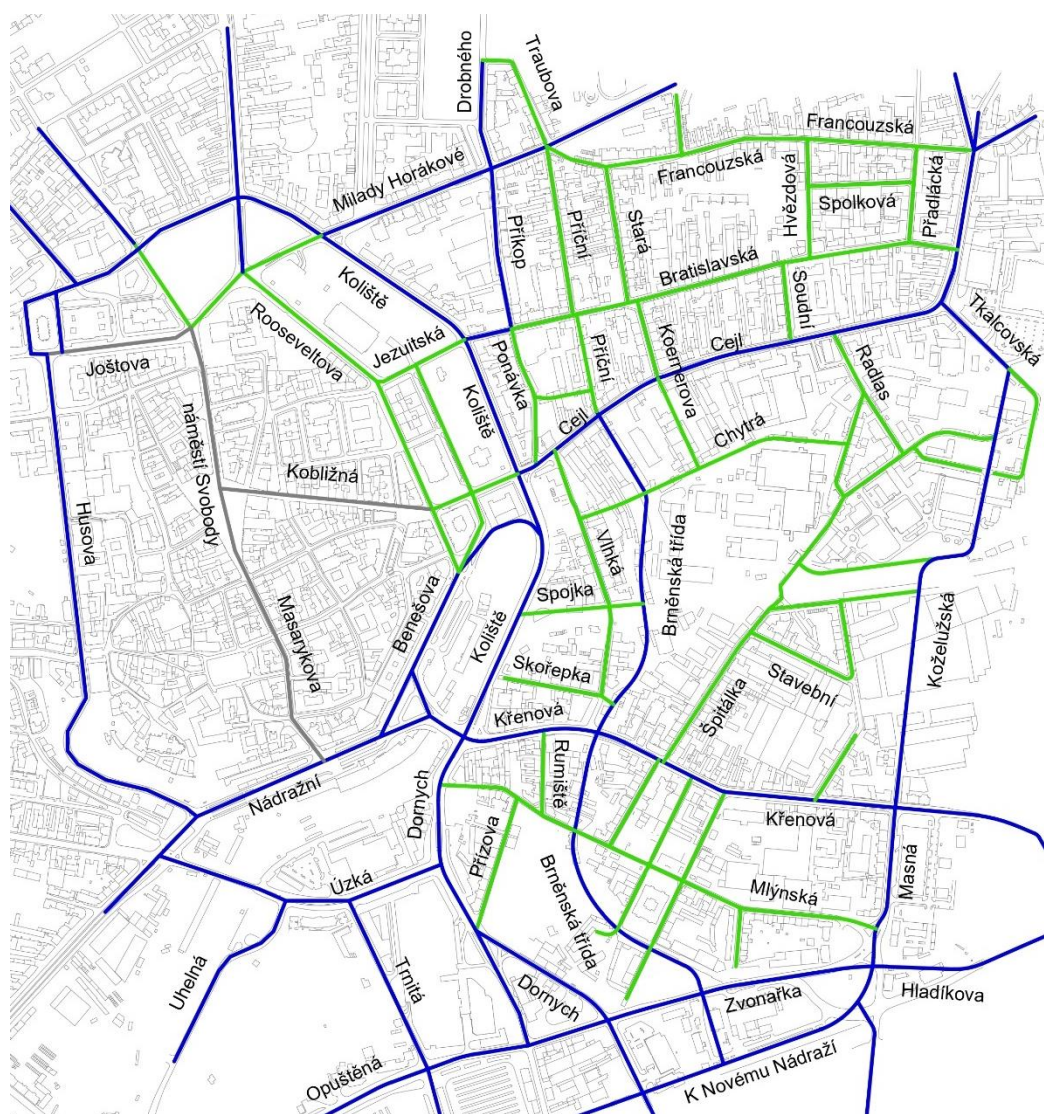 Drobného
Traubova
Milady Horákové
Francouzská
Francouzská
Hvězdová
Spolková
Přadlácká
Příkop
Příční
Stará
Bratislavská
Soudní
Tkalcovská
Koliště
Rooseveltova
Jezuitská
Koliště
Ponávka
Příční
Koernerova
Cejl
Cejl
Radlas
Chytrá
Joštova
náměstí Svobody
Kobližná
Husova
Masarykova
Benešova
Koliště
Vlhká
Spojka
Skořepka
Křenová
Brněnská třída
Koželužská
Stavební
Špitálka
Nádražní
Dornych
Rumiště
Přízova
Křenová
Masná
Mlýnská
Úzká
Brněnská třída
Uhelná
Trnitá
Dornych
Zvonařka
Hladíkova
Opuštěná
K Novému Nádraží